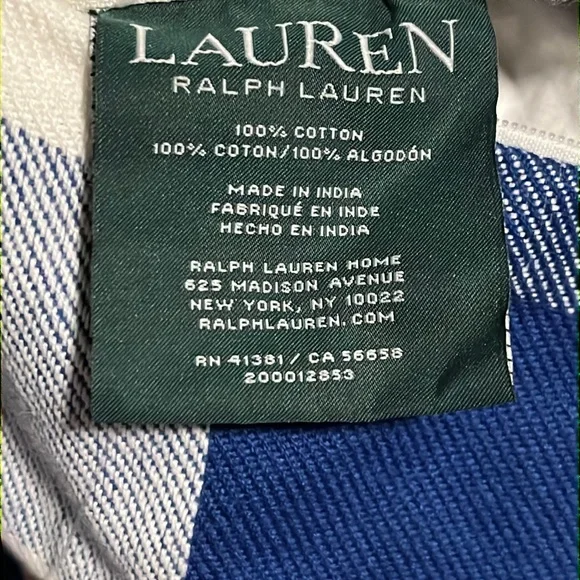 LAUREN
RALPH LAUREN
100% COTTON
100% COTON/100% ALGODÓN
MADE IN INDIA
FABRIQUÉ EN INDE
HECHO EN INDIA
RALPH LAUREN HOME
625 MADISON AVENUE
NEW YORK, NY 10022
RALPHLAUREN.COM
RN 41381 / CA 56658
200012853